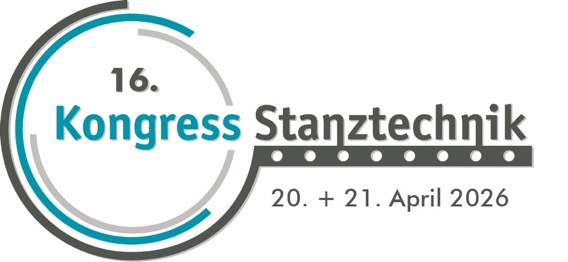 16.
Kongress Stanztechnik
20. + 21. April 2026